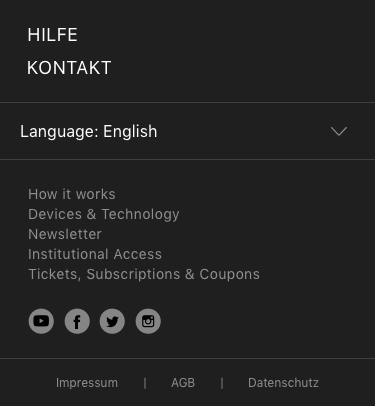 HILFE
KONTAKT
Language: English
How it works
Devices & Technology
Newsletter
Institutional Access
Tickets, Subscriptions & Coupons
Impressum | AGB | Datenschutz